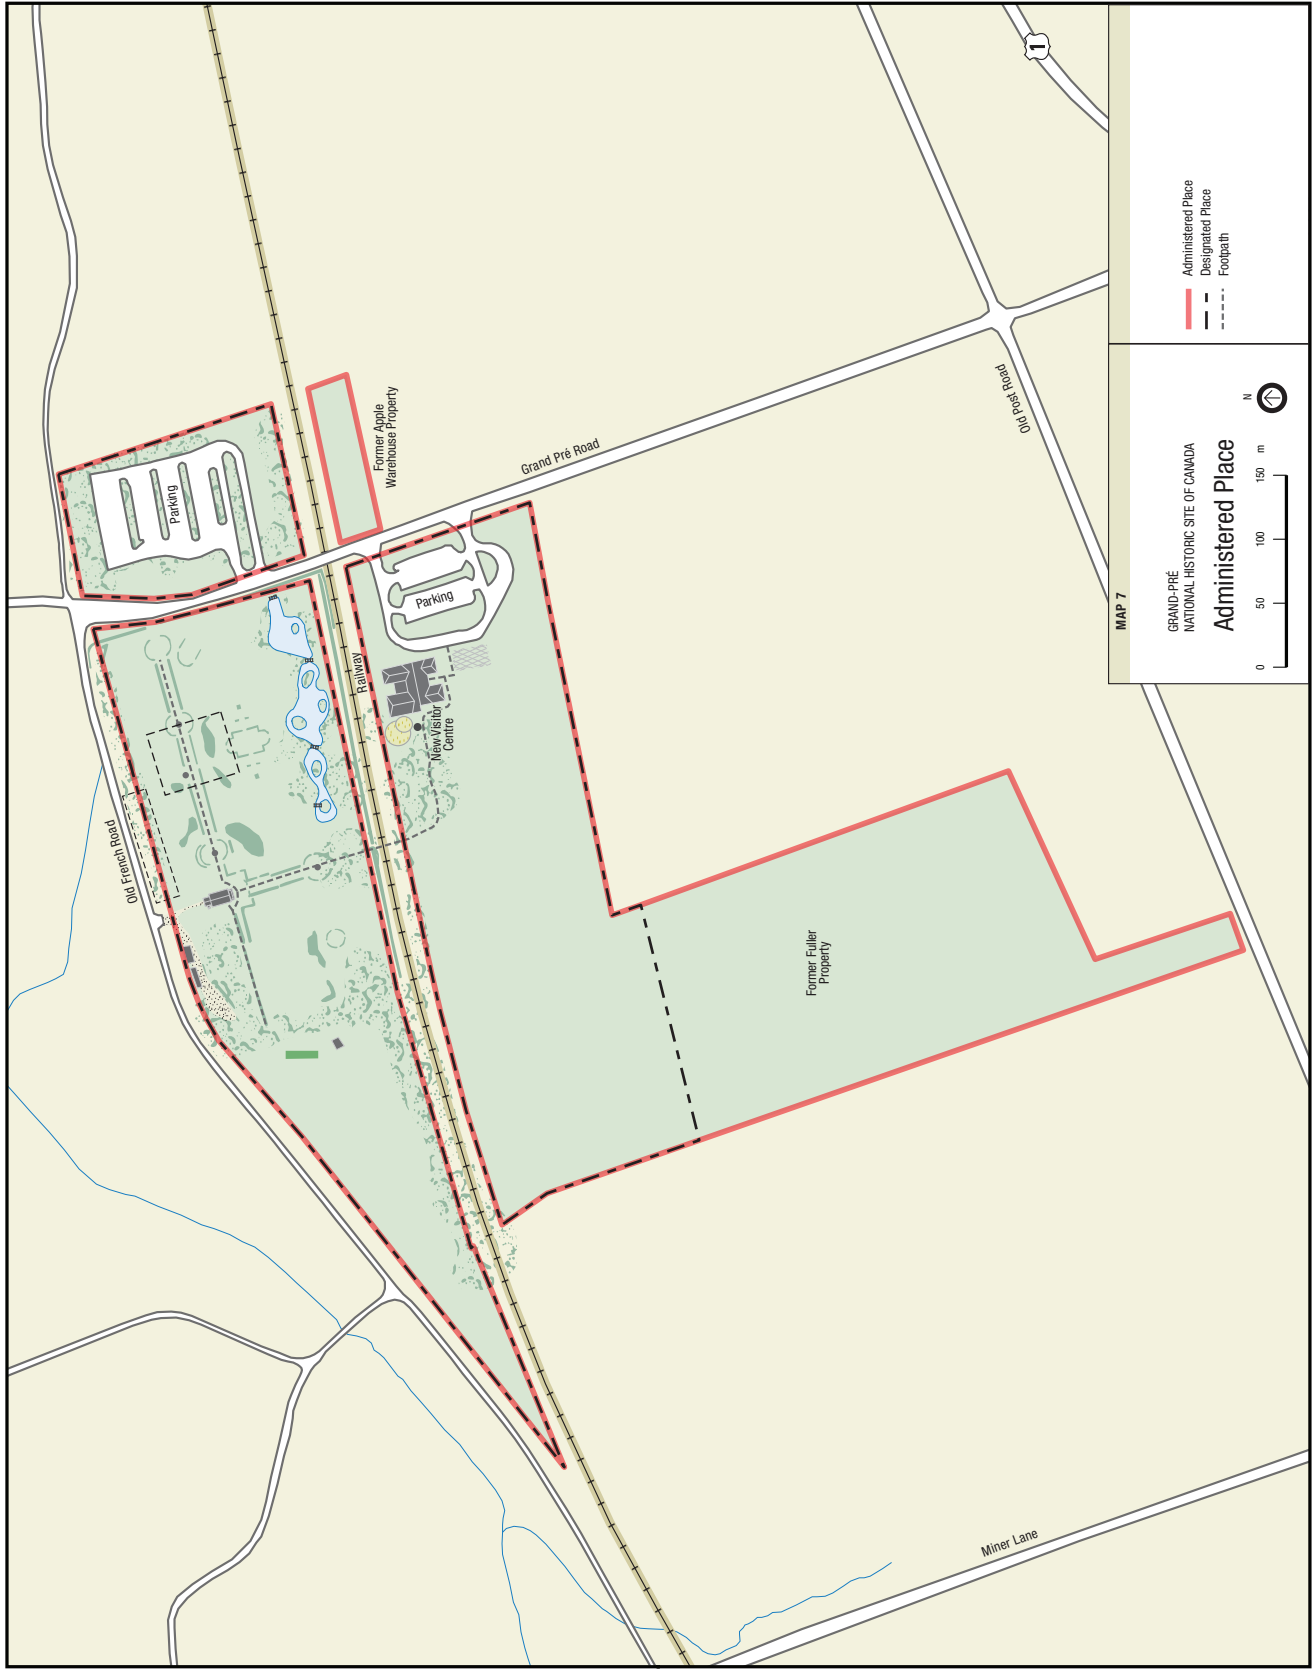 Old French Road
Parking
Railway
Former Apple
Warehouse Property
Parking
New Visitor
Centre
Grand Pré Road
Former Fuller
Property
Old Post Road
Miner Lane
1
MAP 7
GRAND-PRÉ
NATIONAL HISTORIC SITE OF CANADA
Administered Place
0 50 100 150 m
N
Administered Place
Designated Place
Footpath